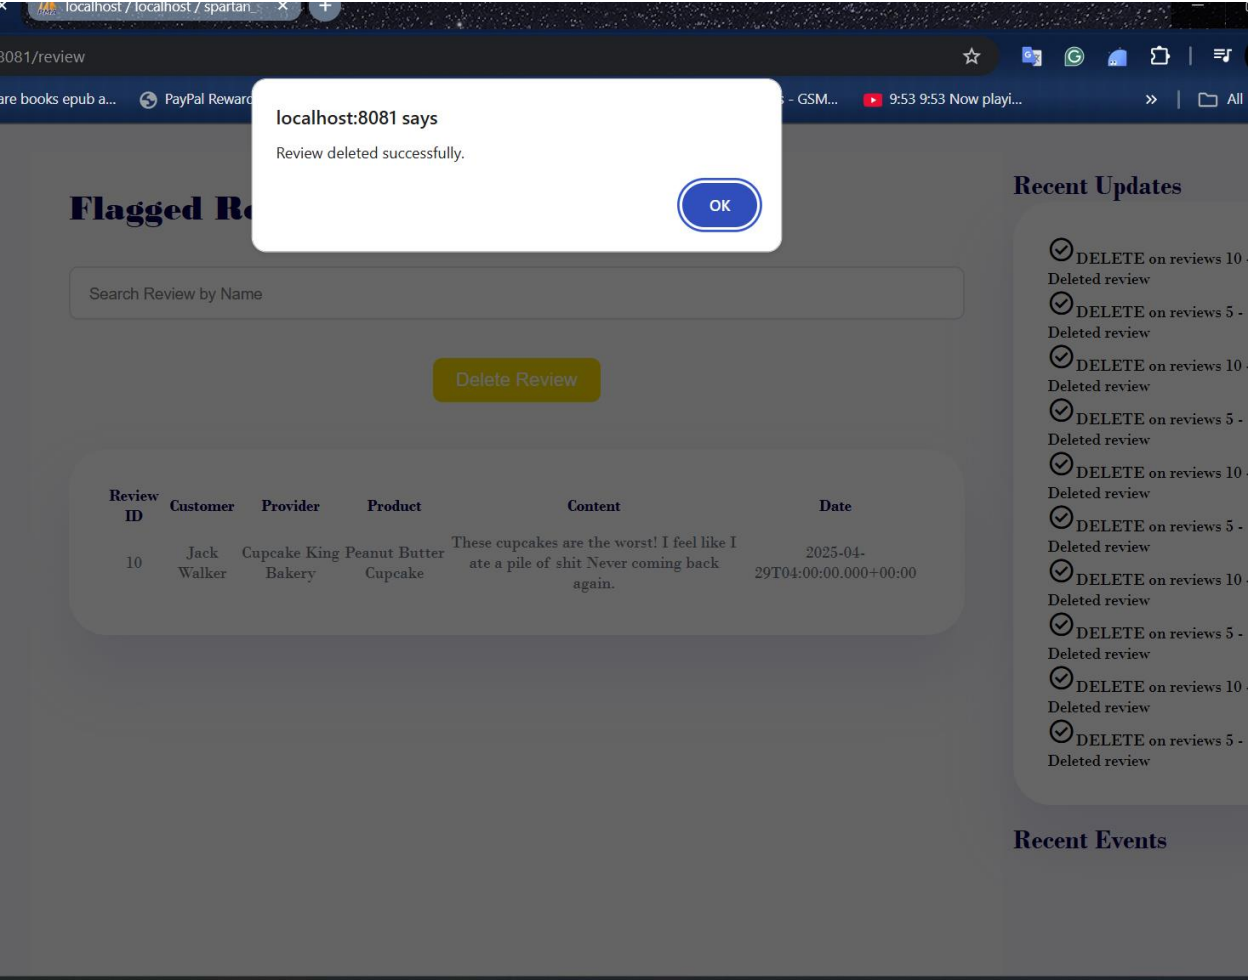 localhost / localhost / spartan_
8081/review
are books epub a...
PayPal Reward
- GSM...
9:53 9:53 Now playi...
»
All
localhost:8081 says
Review deleted successfully.
OK
Flagged Re
Search Review by Name
Delete Review
Review ID Customer Provider Product Content Date
10
Jack
Walker
Cupcake King
Bakery
Peanut Butter
Cupcake
These cupcakes are the worst! I feel like I
ate a pile of shit Never coming back
again.
2025-04-
29T04:00:00.000+00:00
Recent Updates
DELETE on reviews 10 -
Deleted review
DELETE on reviews 5 -
Deleted review
DELETE on reviews 10 -
Deleted review
DELETE on reviews 5 -
Deleted review
DELETE on reviews 10 -
Deleted review
DELETE on reviews 5 -
Deleted review
DELETE on reviews 10 -
Deleted review
DELETE on reviews 5 -
Deleted review
DELETE on reviews 10 -
Deleted review
DELETE on reviews 5 -
Deleted review
Recent Events